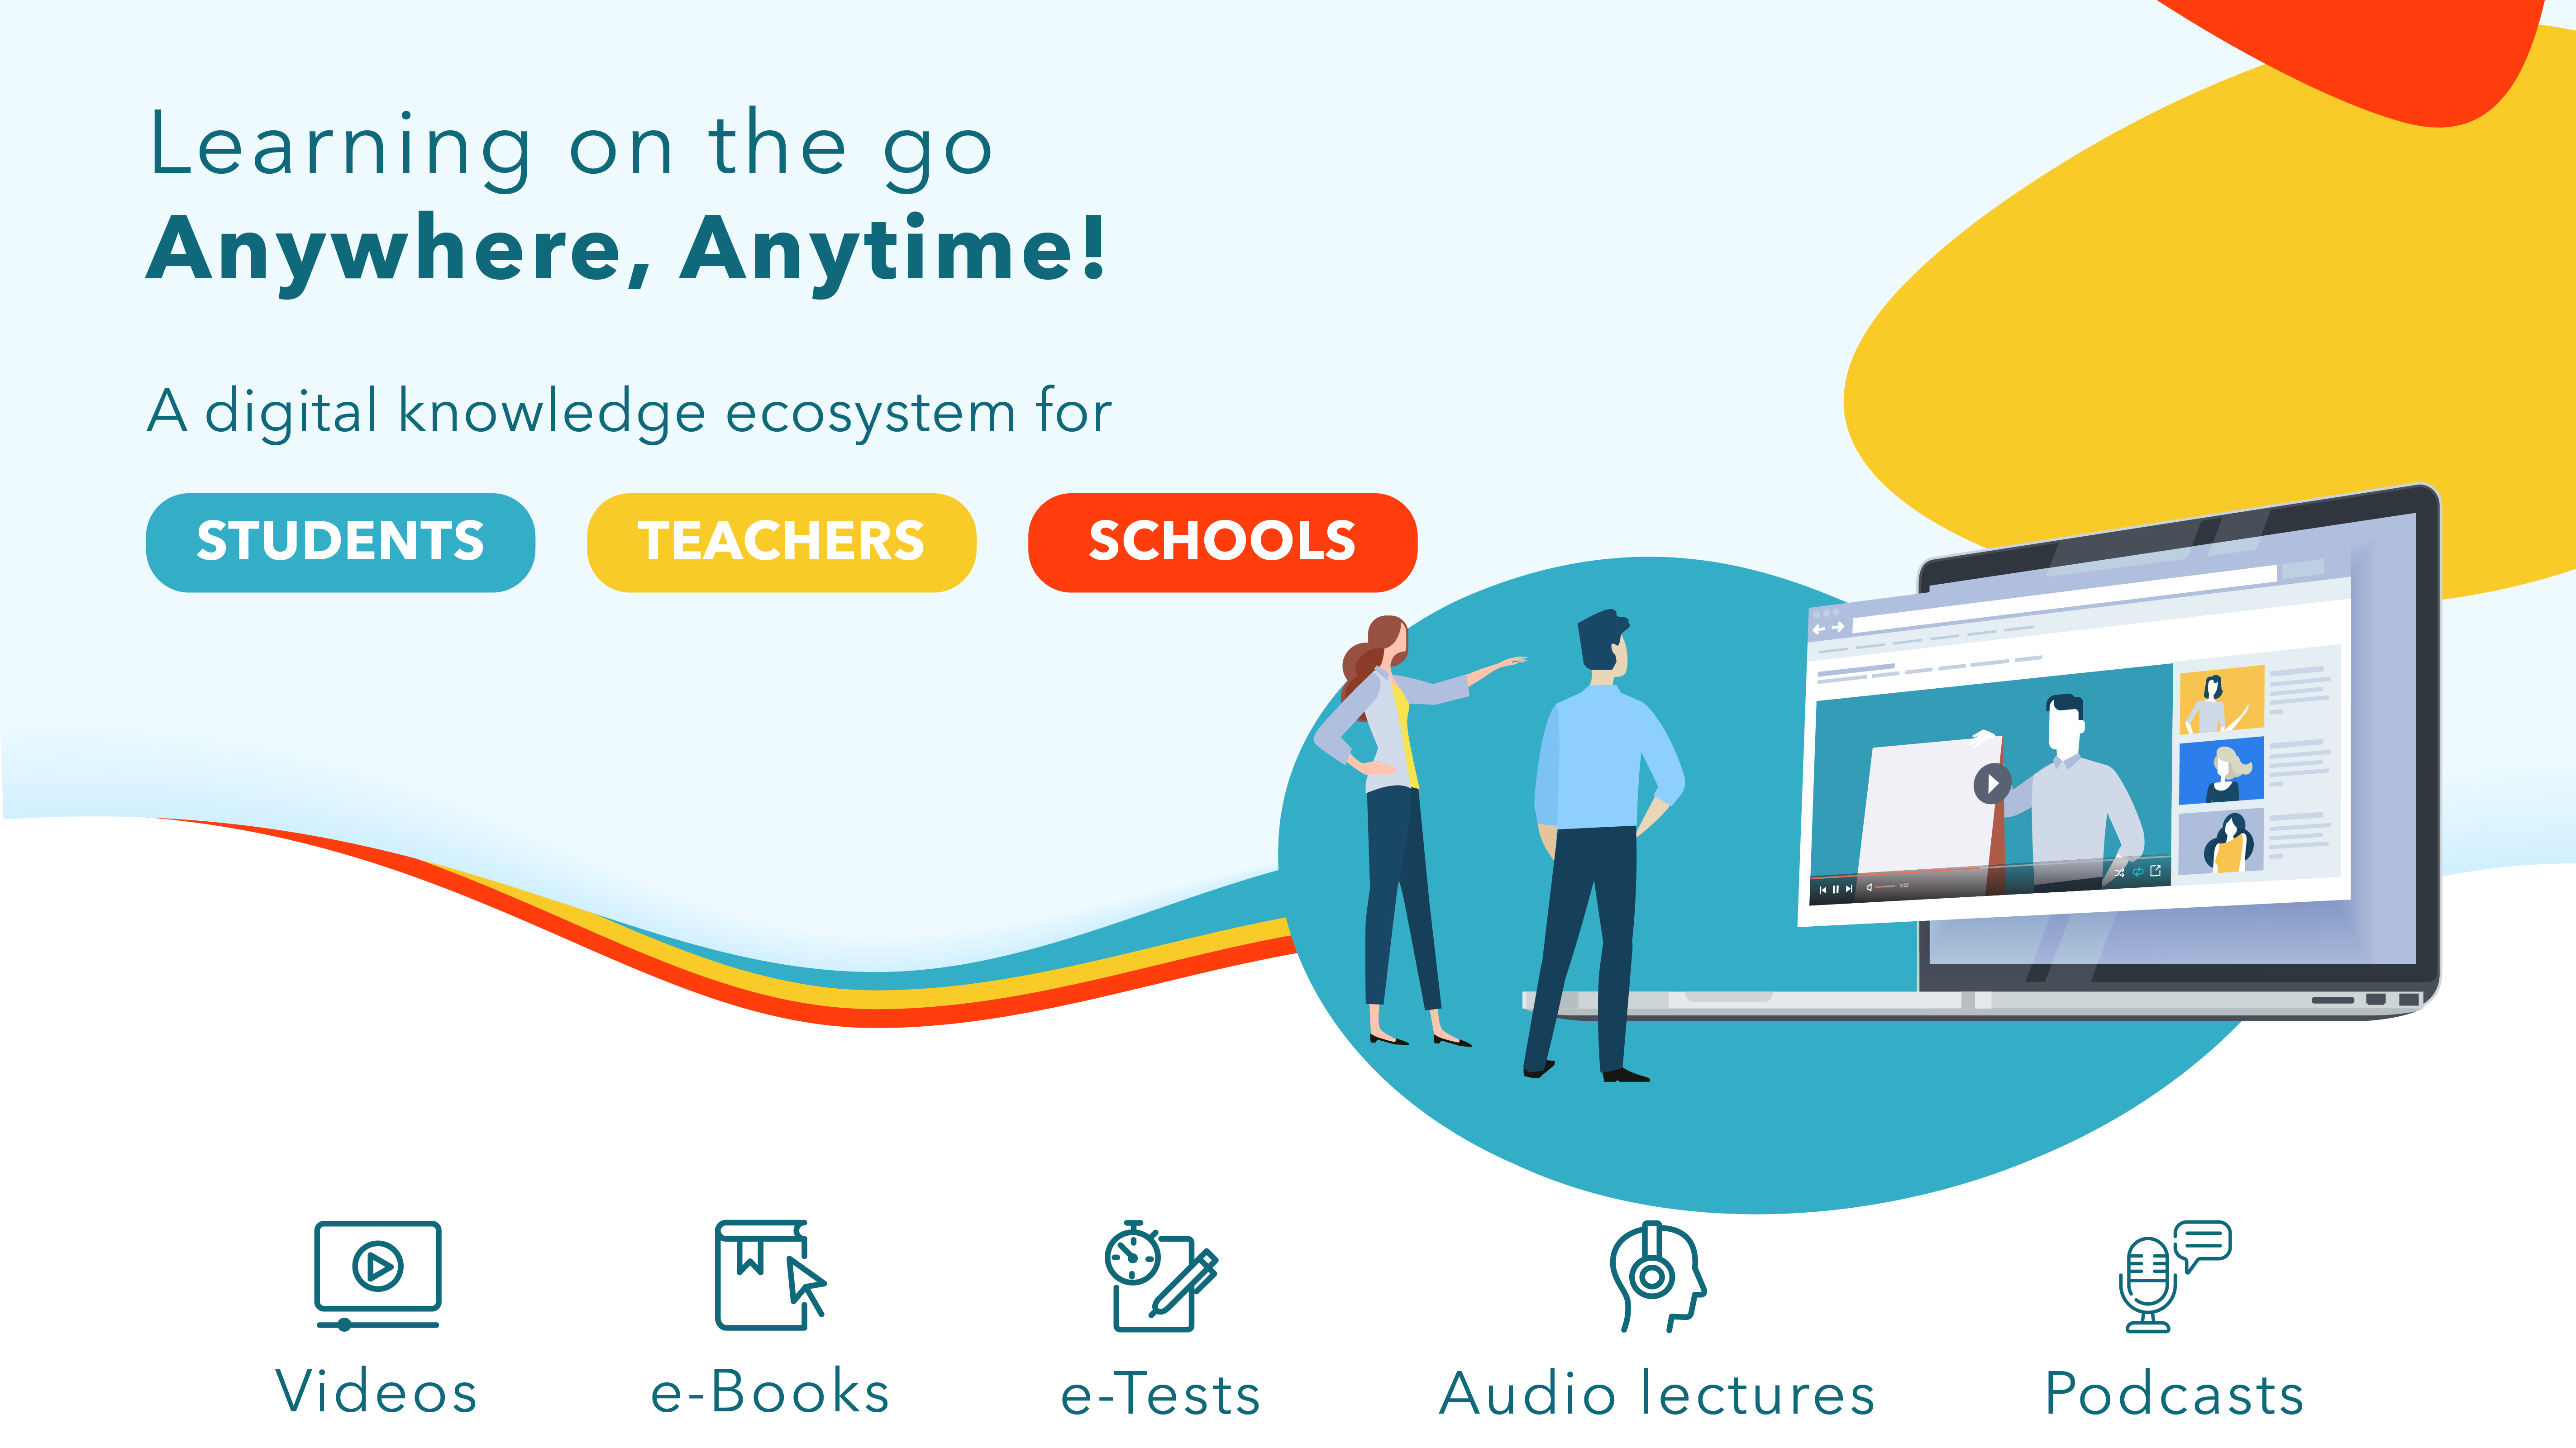 Learning on the go
Anywhere, Anytime!
A digital knowledge ecosystem for
STUDENTS TEACHERS SCHOOLS
Videos e-Books e-Tests Audio lectures Podcasts